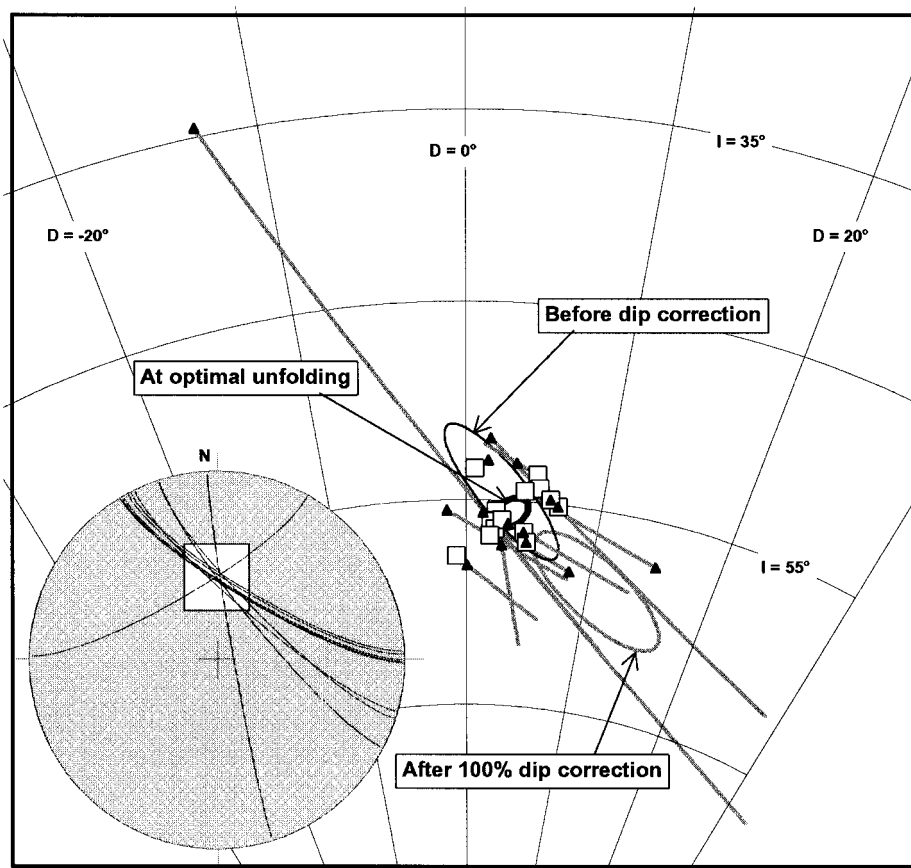 D = 0°
I = 35°
D = -20°
D = 20°
Before dip correction
At optimal unfolding
N
I = 55°
After 100% dip correction